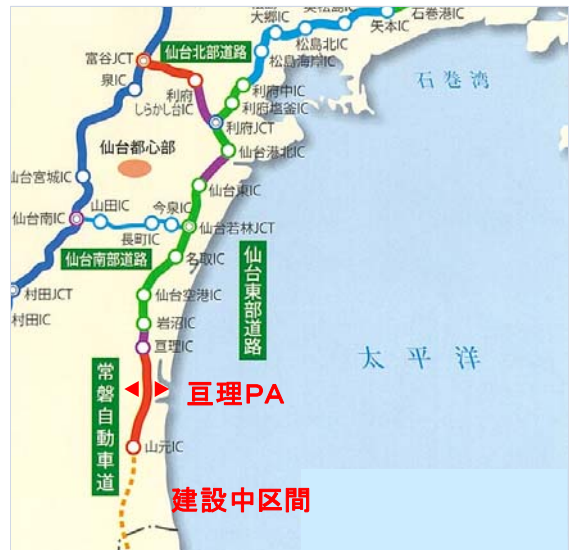 大郷IC
松島北IC
石巻港IC
矢本IC
松島海岸IC
富谷JCT
仙台北部道路
泉IC
利府
しらかし台IC
利府中IC
利府塩釜IC
利府JCT
石巻湾
仙台都心部
仙台港北IC
仙台宮城IC
仙台東IC
山田IC
今泉IC
仙台南IC
長町IC
仙台若林JCT
仙台南部道路
名取IC
仙台東部道路
村田JCT
仙台空港IC
村田IC
岩沼IC
亘理IC
太平洋
常磐自動車道
亘理PA
山元IC
建設中区間